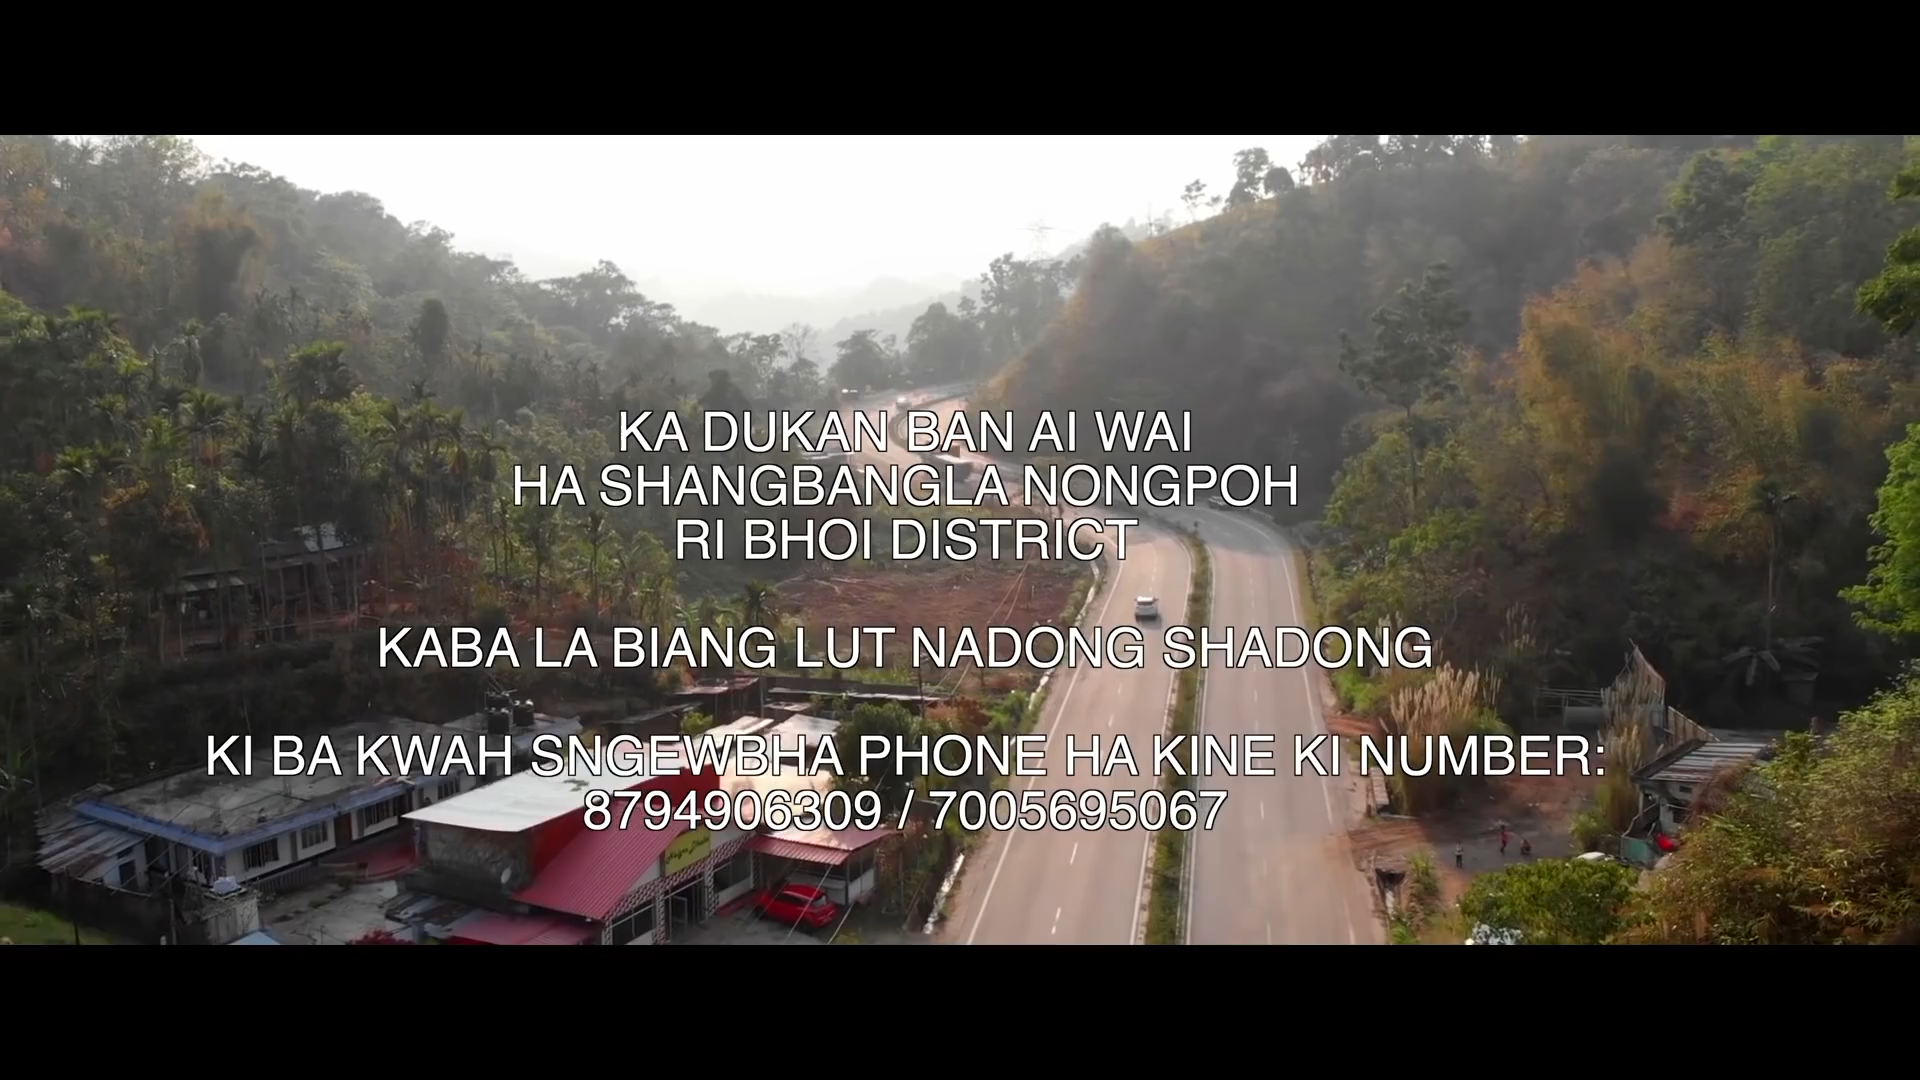 KA DUKAN BAN AI WAI
HA SHANGBANGLA NONGPOH
RI BHOI DISTRICT
KABA LA BIANG LUT NADONG SHADONG
KI BA KWAH SNGEWBHA PHONE HA KINE KI NUMBER:
8794906309 / 7005695067